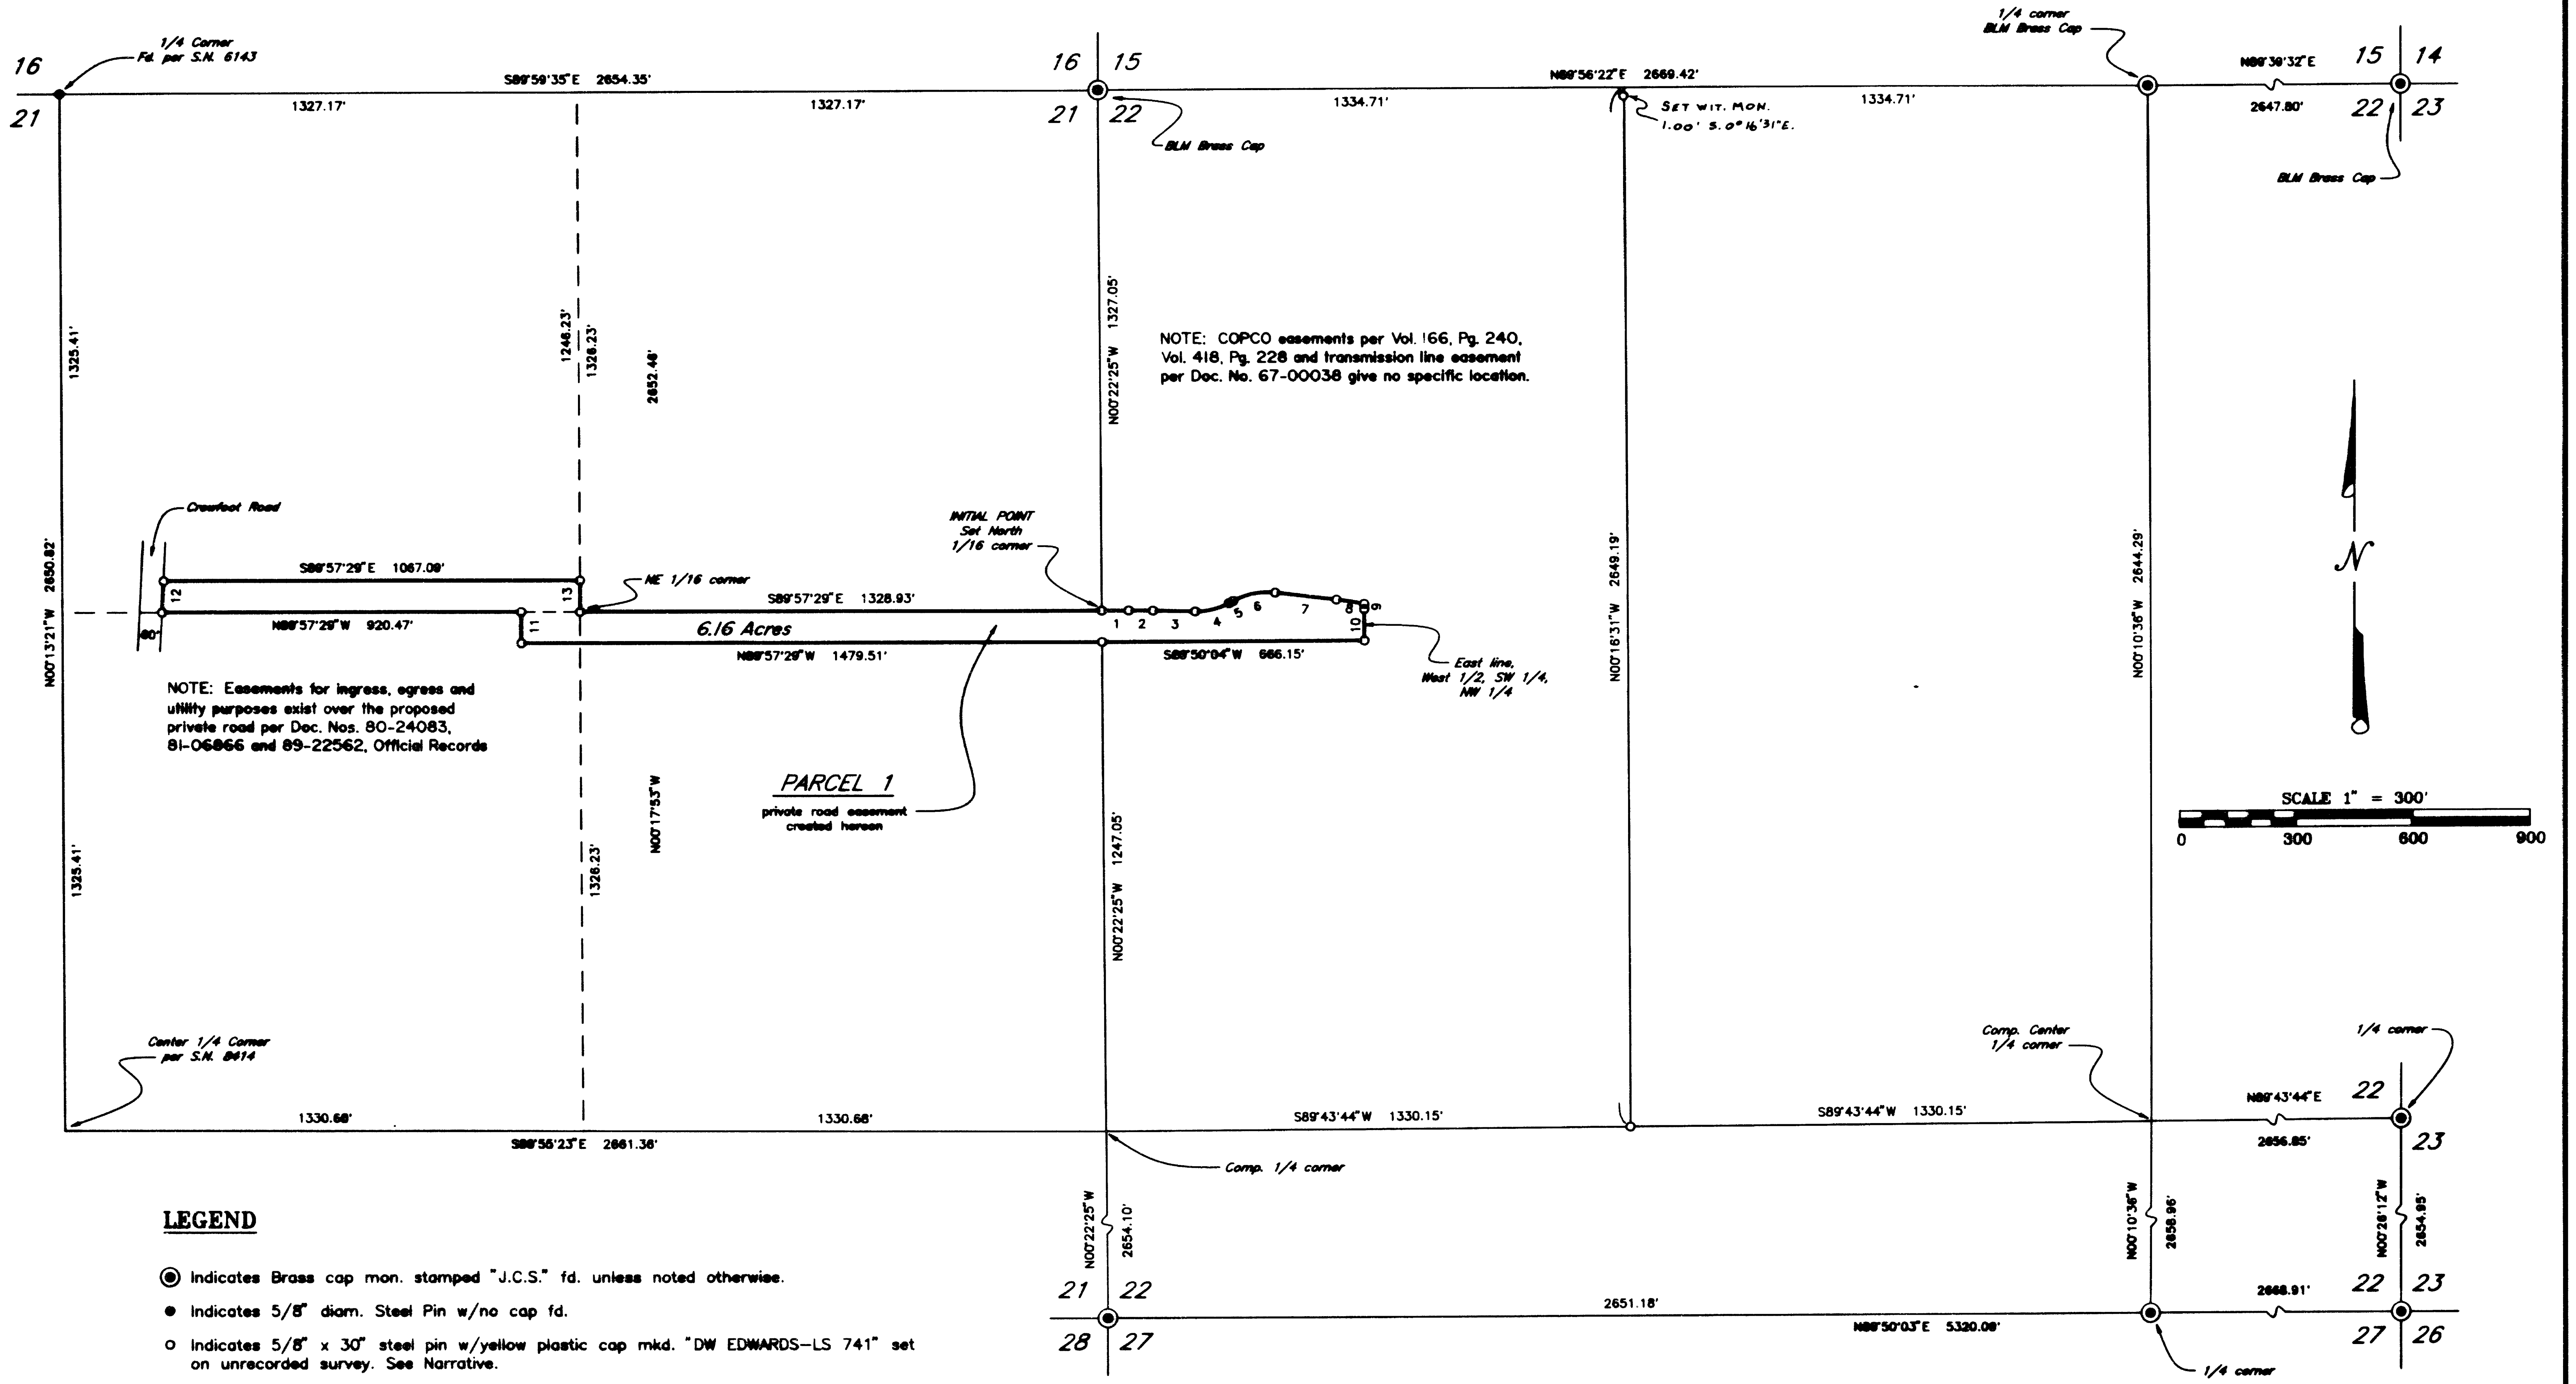 1/4 Corner
Fd. per S.N. 6143
16
21
S89°59'35"E 2654.35'
1327.17'
1327.17'
16 15
21 22
BLM Brass Cap
N89°56'22"E 2669.42'
1334.71'
SET WIT. MON.
1.00' S.0°16'31"E.
1334.71'
1/4 corner
BLM Brass Cap
N89°39'32"E
2647.80'
15 14
22 23
BLM Brass Cap
1325.41'
1246.23'
1326.23'
2652.46'
N00°22'25"W 1327.05'
NOTE: COPCO easements per Vol. 166, Pg. 240,
Vol. 418, Pg. 228 and transmission line easement
per Doc. No. 67-00038 give no specific location.
Crowfoot Road
INITIAL POINT
Set North
1/16 corner
N00°13'21"W 2650.82'
S89°57'29"E 1067.09'
12
13
NE 1/16 corner
S89°57'29"E 1328.93'
N89°57'29"W 920.47'
60'
11
6.16 Acres
1 2 3 4 5 6 7 8 9
10
N89°57'29"W 1479.51'
S89°50'04"W 666.15'
East line,
West 1/2, SW 1/4,
NW 1/4
N00°16'31"W 2649.19'
N00°10'36"W 2644.29'
N
NOTE: Easements for ingress, egress and
utility purposes exist over the proposed
private road per Doc. Nos. 80-24083,
81-06866 and 89-22562, Official Records
PARCEL 1
private road easement
created hereon
N00°17'53"W
1325.41'
1326.23'
N00°22'25"W 1247.05'
SCALE 1" = 300'
0 300 600 900
Center 1/4 Corner
per S.N. 8414
Comp. Center
1/4 corner
1/4 corner
1330.68'
1330.68'
S89°55'23"E 2661.36'
S89°43'44"W 1330.15'
S89°43'44"W 1330.15'
N89°43'44"E
2656.85'
22
23
Comp. 1/4 corner
N00°22'25"W
2654.10'
N00°10'36"W
2658.96'
N00°26'12"W
2654.95'
21 22
28 27
2651.18'
N89°50'03"E 5320.09'
2668.91'
22 23
27 26
1/4 corner
LEGEND
Indicates Brass cap mon. stamped "J.C.S." fd. unless noted otherwise.
Indicates 5/8" diam. Steel Pin w/no cap fd.
Indicates 5/8" x 30" steel pin w/yellow plastic cap mkd. "DW EDWARDS-LS 741" set
on unrecorded survey. See Narrative.